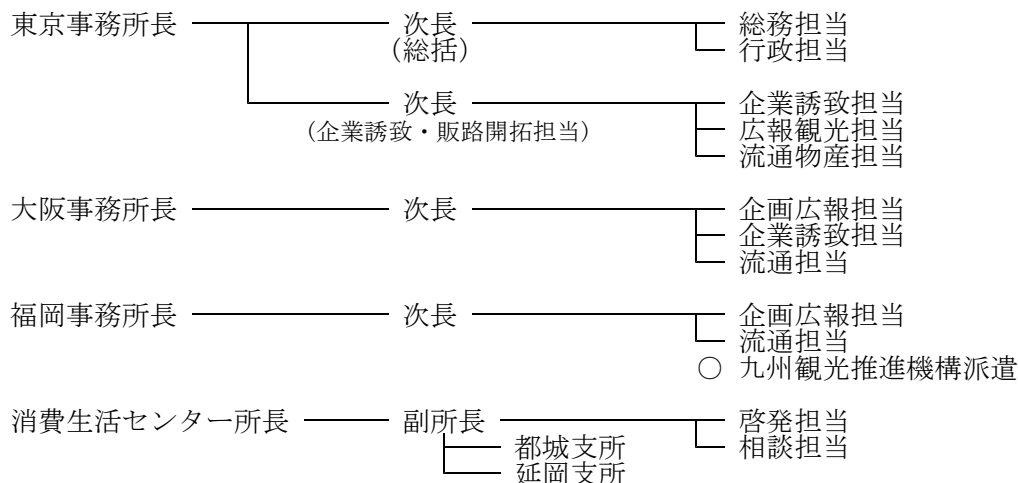 東京事務所長 次長 総務担当
(総括) 行政担当
次長 企業誘致担当
(企業誘致・販路開拓担当) 広報観光担当
流通物産担当
大阪事務所長 次長 企画広報担当
企業誘致担当
流通担当
福岡事務所長 次長 企画広報担当
流通担当
○ 九州観光推進機構派遣
消費生活センター所長 副所長 啓発担当
都城支所 相談担当
延岡支所